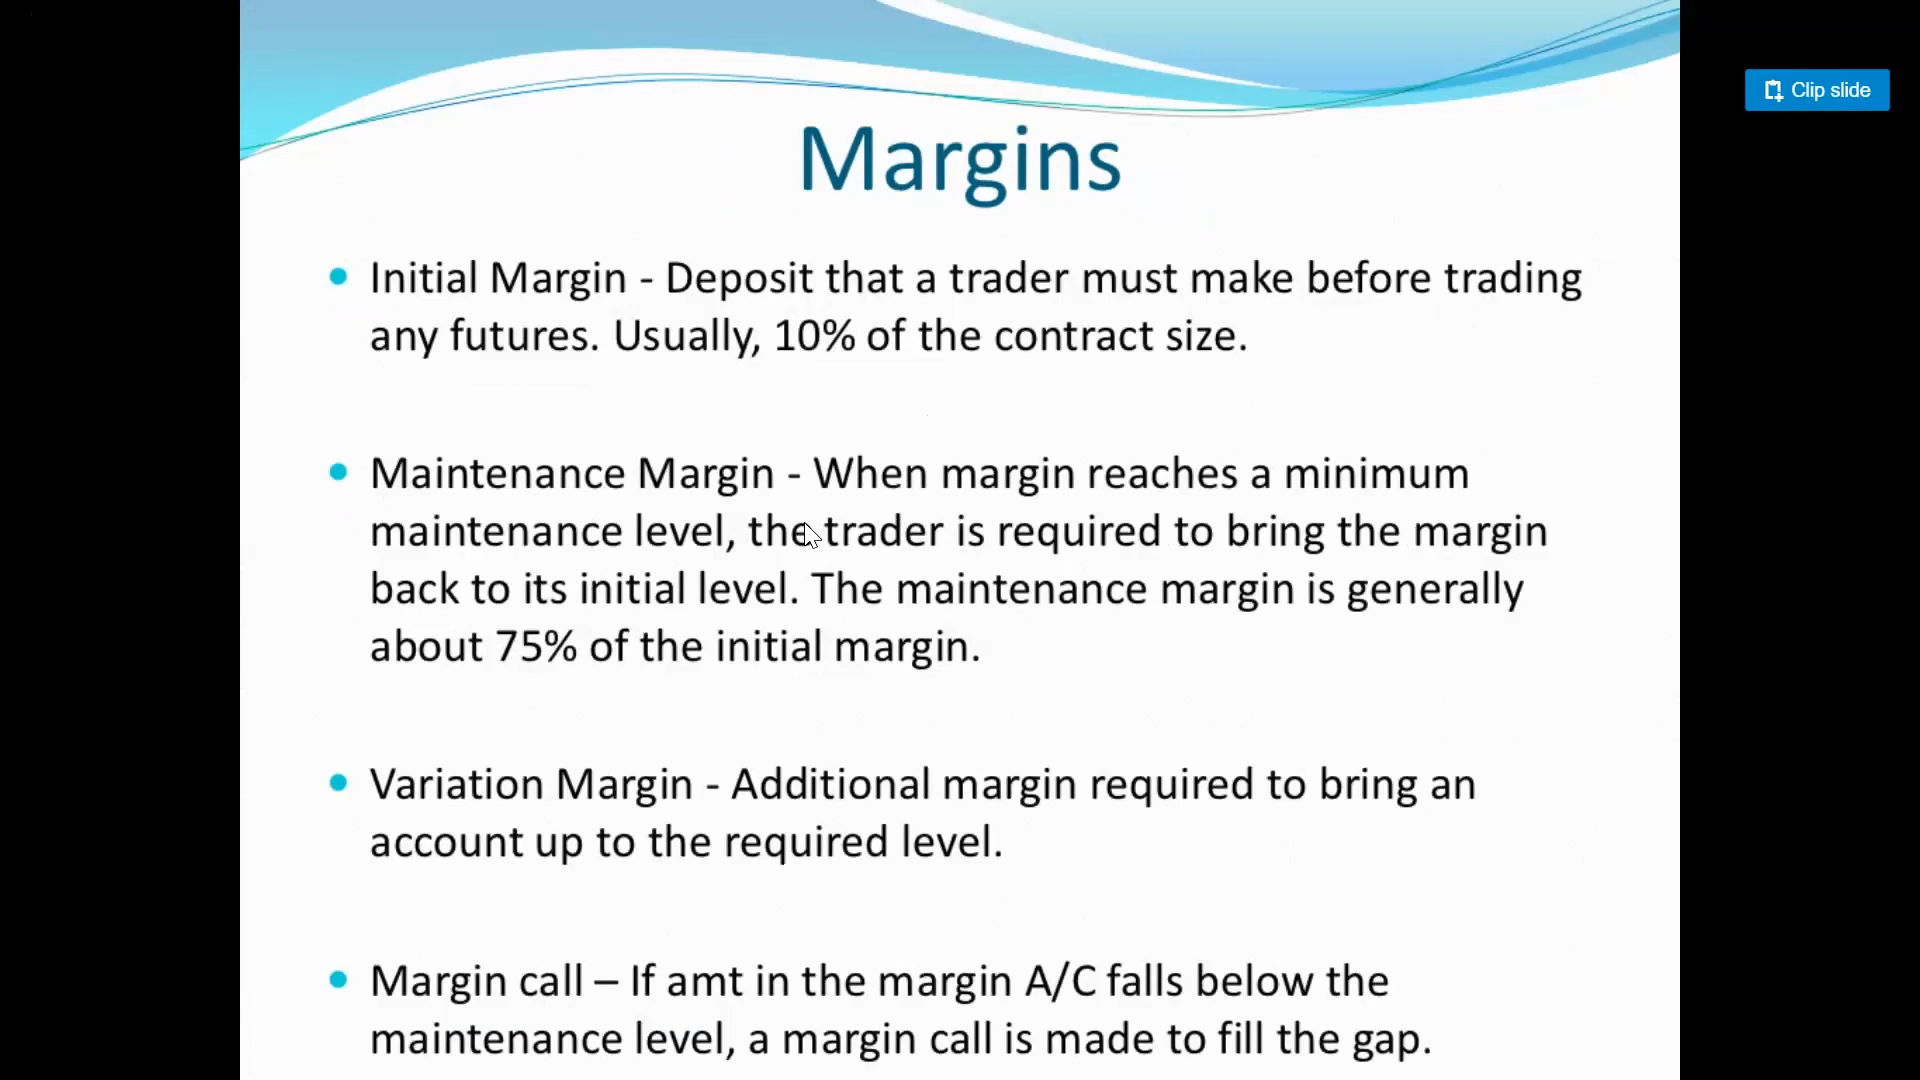 Clip slide
Margins
Initial Margin - Deposit that a trader must make before trading
any futures. Usually, 10% of the contract size.
Maintenance Margin - When margin reaches a minimum
maintenance level, the trader is required to bring the margin
back to its initial level. The maintenance margin is generally
about 75% of the initial margin.
Variation Margin - Additional margin required to bring an
account up to the required level.
Margin call – If amt in the margin A/C falls below the
maintenance level, a margin call is made to fill the gap.